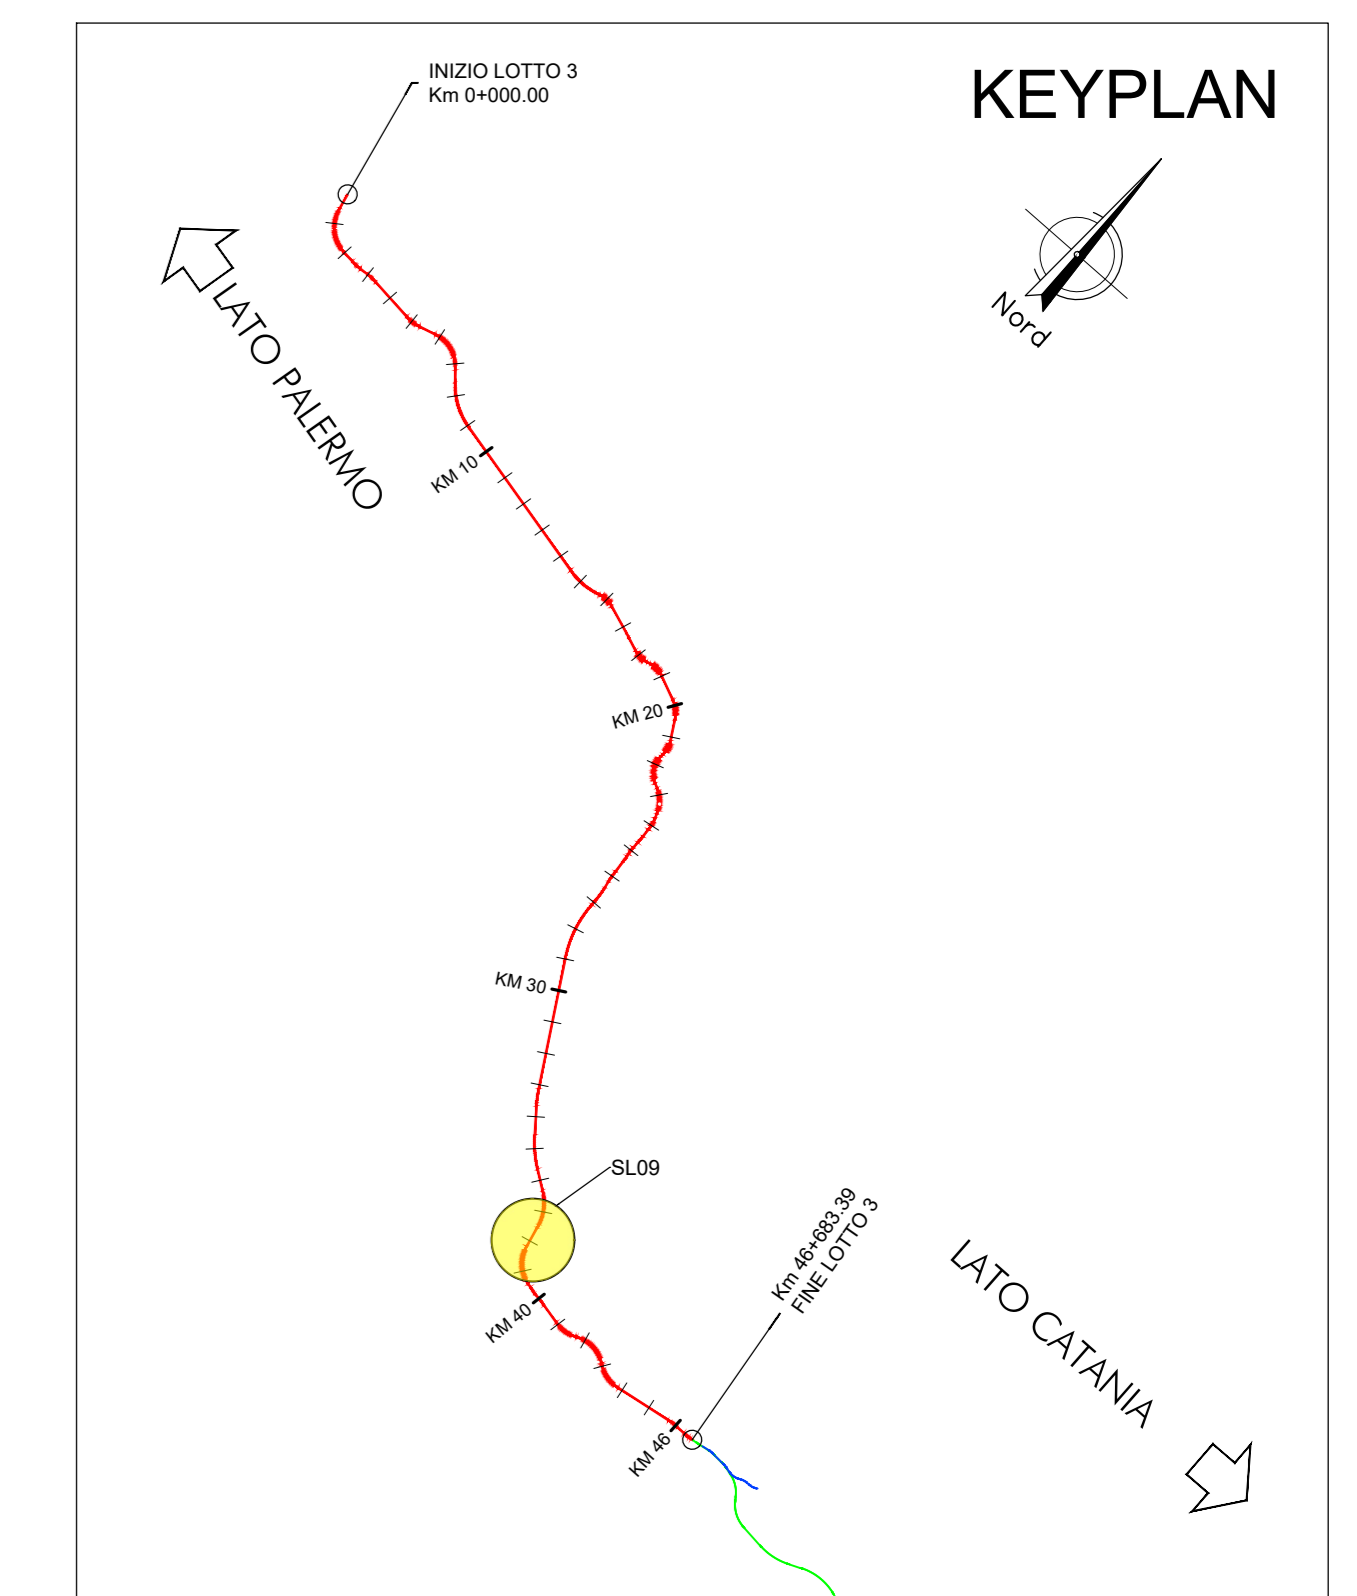 INIZIO LOTTO 3
Km 0+000.00
KEYPLAN
Nord
LATO PALERMO
KM 10
KM 20
KM 30
SL09
Km 46+683.39
FINE LOTTO 3
LATO CATANIA
KM 40
KM 46